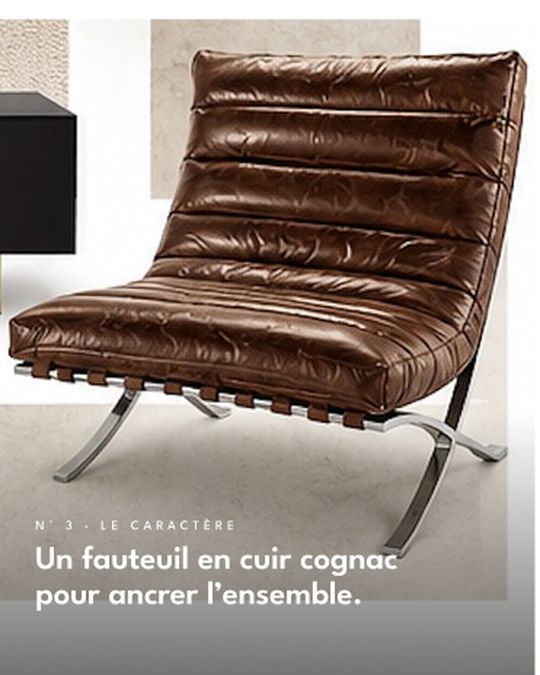 N° 3 · LE CARACTÈRE
Un fauteuil en cuir cognac
pour ancrer l’ensemble.